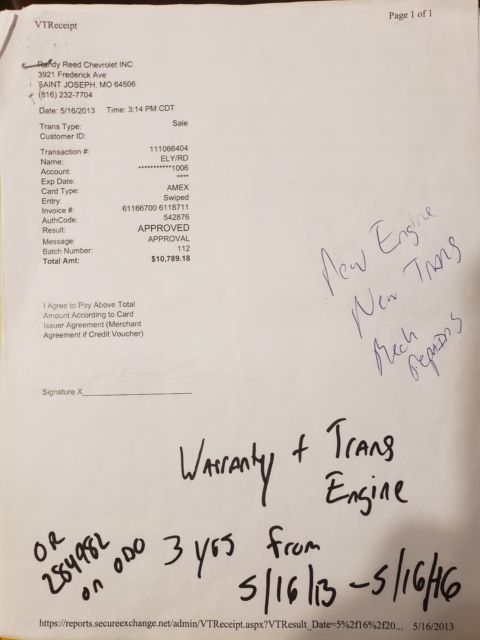 VTReceipt
Page 1 of 1
Randy Reed Chevrolet INC
3921 Frederick Ave
SAINT JOSEPH, MO 64506
(816) 232-7704
Date: 5/16/2013 Time: 3:14 PM CDT
Trans Type: Sale
Customer ID:
Transaction #: 111066404
Name: ELY/RD
Account: ***********1006
Exp Date: ****
Card Type: AMEX
Entry: Swiped
Invoice #: 61166700 6118711
AuthCode: 542876
Result: APPROVED
Message: APPROVAL
Batch Number: 112
Total Amt: $10,789.18
New Engine
New Trans
Mech
Repairs
I Agree to Pay Above Total
Amount According to Card
Issuer Agreement (Merchant
Agreement if Credit Voucher)
Signature X
Warranty + Trans
Engine
OR
284982
on ODO
3 yrs from
5/16/13 - 5/16/16
https://reports.secureexchange.net/admin/VTReceipt.aspx?VTResult_Date=5%2f16%2f20... 5/16/2013